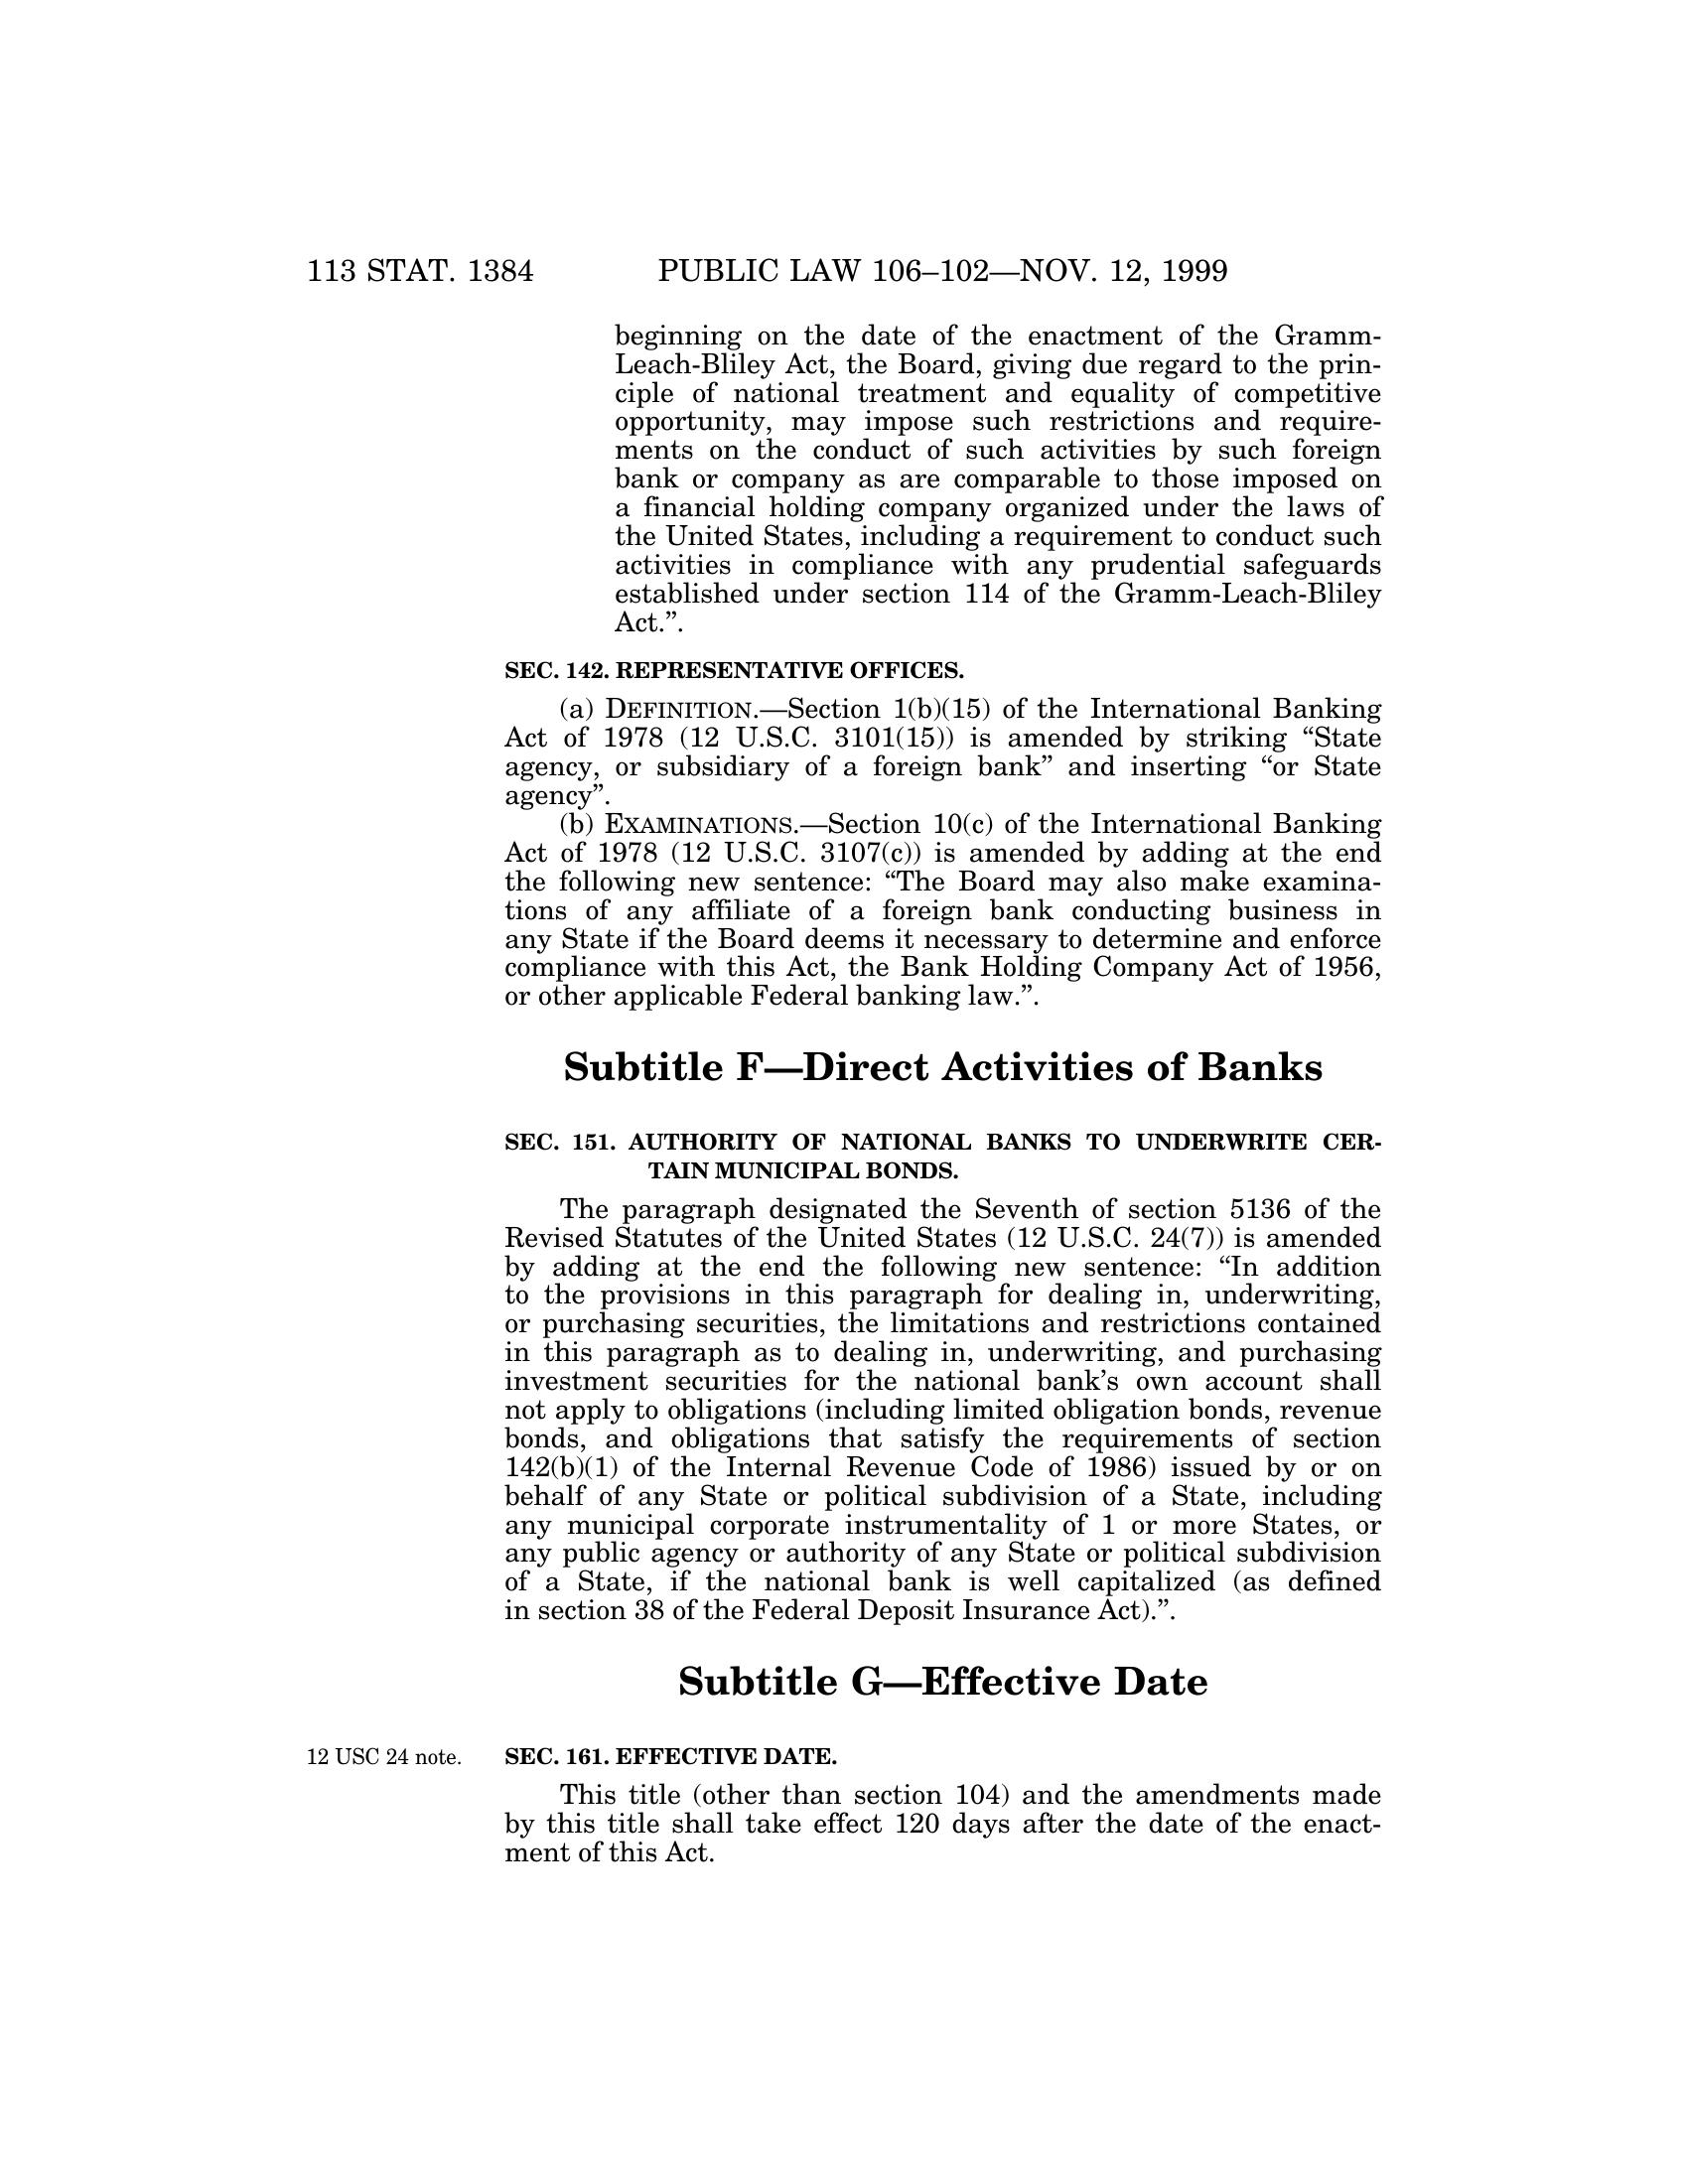 113 STAT. 1384 PUBLIC LAW 106–102—NOV. 12, 1999
beginning on the date of the enactment of the Gramm-
Leach-Bliley Act, the Board, giving due regard to the prin-
ciple of national treatment and equality of competitive
opportunity, may impose such restrictions and require-
ments on the conduct of such activities by such foreign
bank or company as are comparable to those imposed on
a financial holding company organized under the laws of
the United States, including a requirement to conduct such
activities in compliance with any prudential safeguards
established under section 114 of the Gramm-Leach-Bliley
Act.”.
SEC. 142. REPRESENTATIVE OFFICES.
(a) DEFINITION.—Section 1(b)(15) of the International Banking
Act of 1978 (12 U.S.C. 3101(15)) is amended by striking “State
agency, or subsidiary of a foreign bank” and inserting “or State
agency”.
(b) EXAMINATIONS.—Section 10(c) of the International Banking
Act of 1978 (12 U.S.C. 3107(c)) is amended by adding at the end
the following new sentence: “The Board may also make examina-
tions of any affiliate of a foreign bank conducting business in
any State if the Board deems it necessary to determine and enforce
compliance with this Act, the Bank Holding Company Act of 1956,
or other applicable Federal banking law.”.
Subtitle F—Direct Activities of Banks
SEC. 151. AUTHORITY OF NATIONAL BANKS TO UNDERWRITE CER-
TAIN MUNICIPAL BONDS.
The paragraph designated the Seventh of section 5136 of the
Revised Statutes of the United States (12 U.S.C. 24(7)) is amended
by adding at the end the following new sentence: “In addition
to the provisions in this paragraph for dealing in, underwriting,
or purchasing securities, the limitations and restrictions contained
in this paragraph as to dealing in, underwriting, and purchasing
investment securities for the national bank’s own account shall
not apply to obligations (including limited obligation bonds, revenue
bonds, and obligations that satisfy the requirements of section
142(b)(1) of the Internal Revenue Code of 1986) issued by or on
behalf of any State or political subdivision of a State, including
any municipal corporate instrumentality of 1 or more States, or
any public agency or authority of any State or political subdivision
of a State, if the national bank is well capitalized (as defined
in section 38 of the Federal Deposit Insurance Act).”.
Subtitle G—Effective Date
12 USC 24 note. SEC. 161. EFFECTIVE DATE.
This title (other than section 104) and the amendments made
by this title shall take effect 120 days after the date of the enact-
ment of this Act.